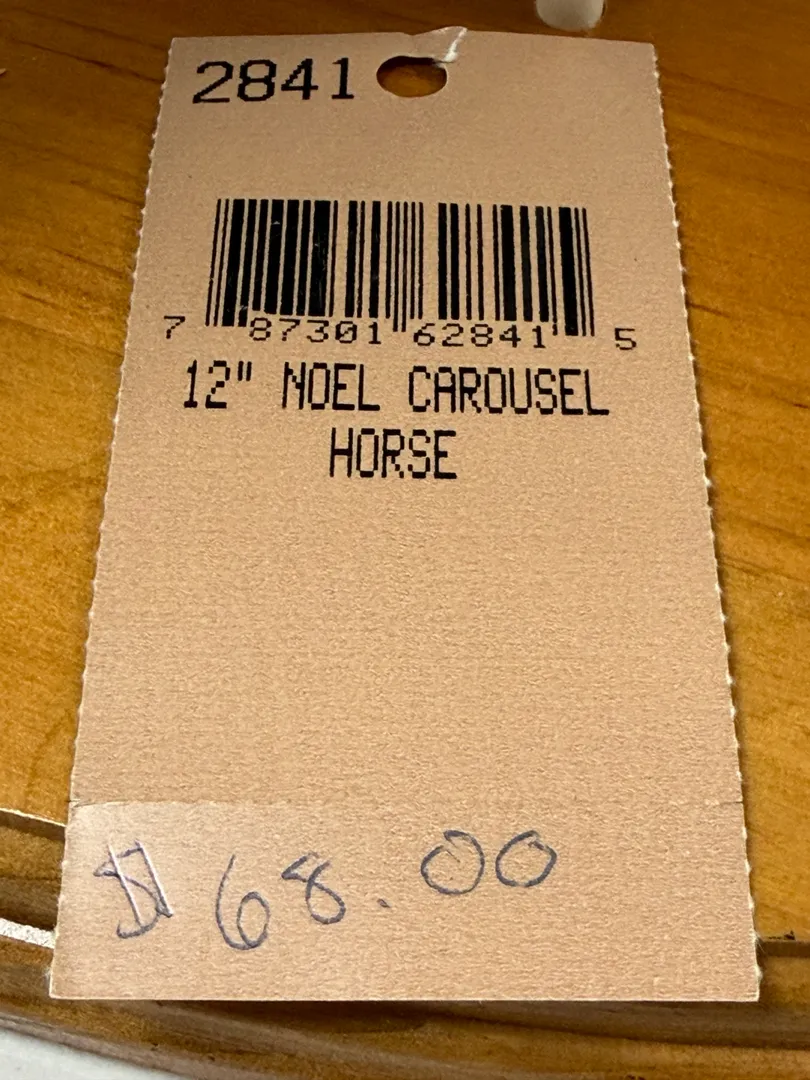 2841
7 87301 62841 5
12" NOEL CAROUSEL
HORSE
$ 68.00